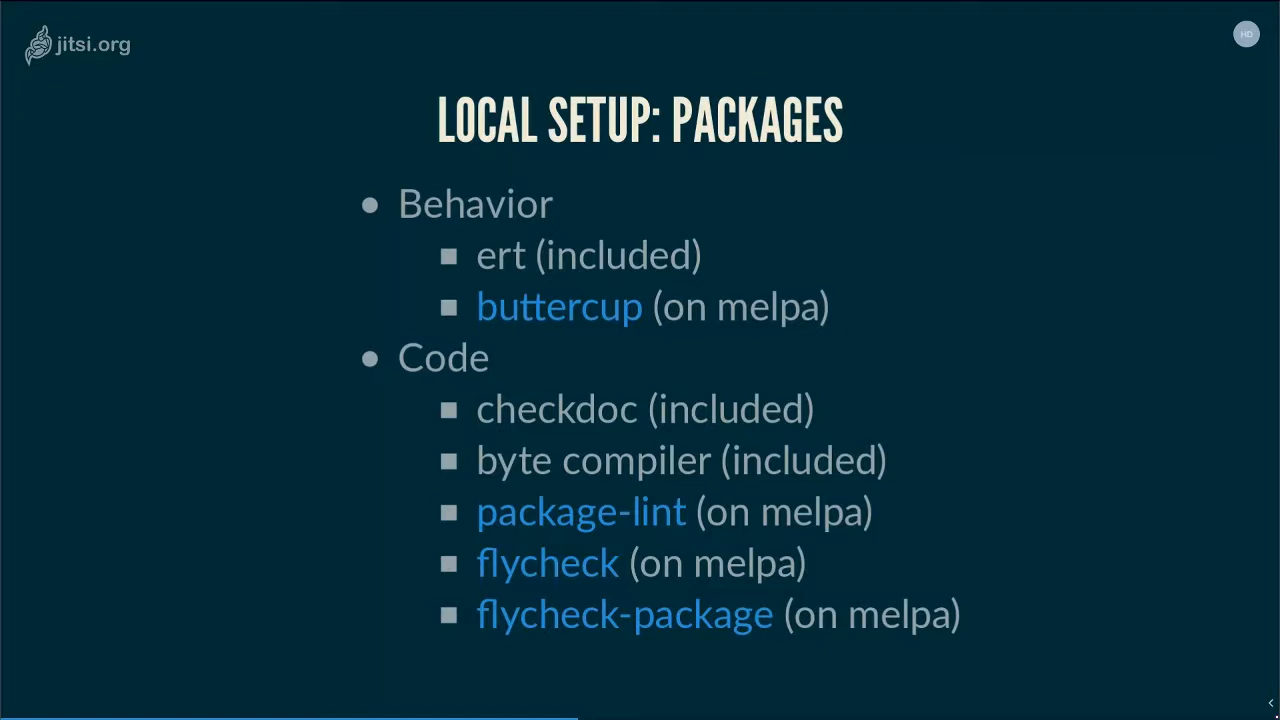 jitsi.org
HD
LOCAL SETUP: PACKAGES
• Behavior
▪ ert (included)
▪ buttercup (on melpa)
• Code
▪ checkdoc (included)
▪ byte compiler (included)
▪ package-lint (on melpa)
▪ flycheck (on melpa)
▪ flycheck-package (on melpa)